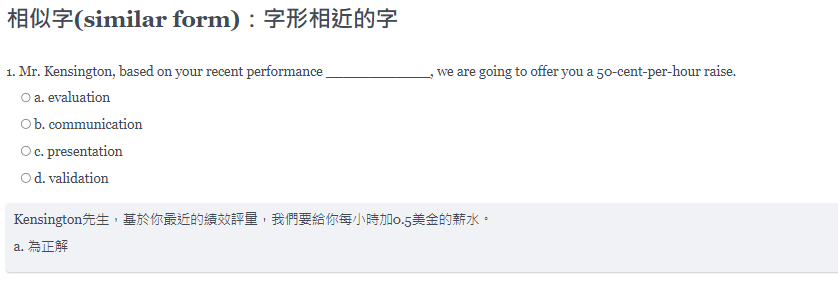 相似字(similar form)：字形相近的字
1. Mr. Kensington, based on your recent performance _______________, we are going to offer you a 50-cent-per-hour raise.
a. evaluation
b. communication
c. presentation
d. validation
Kensington先生，基於你最近的績效評量，我們要給你每小時加0.5美金的薪水。
a. 為正解